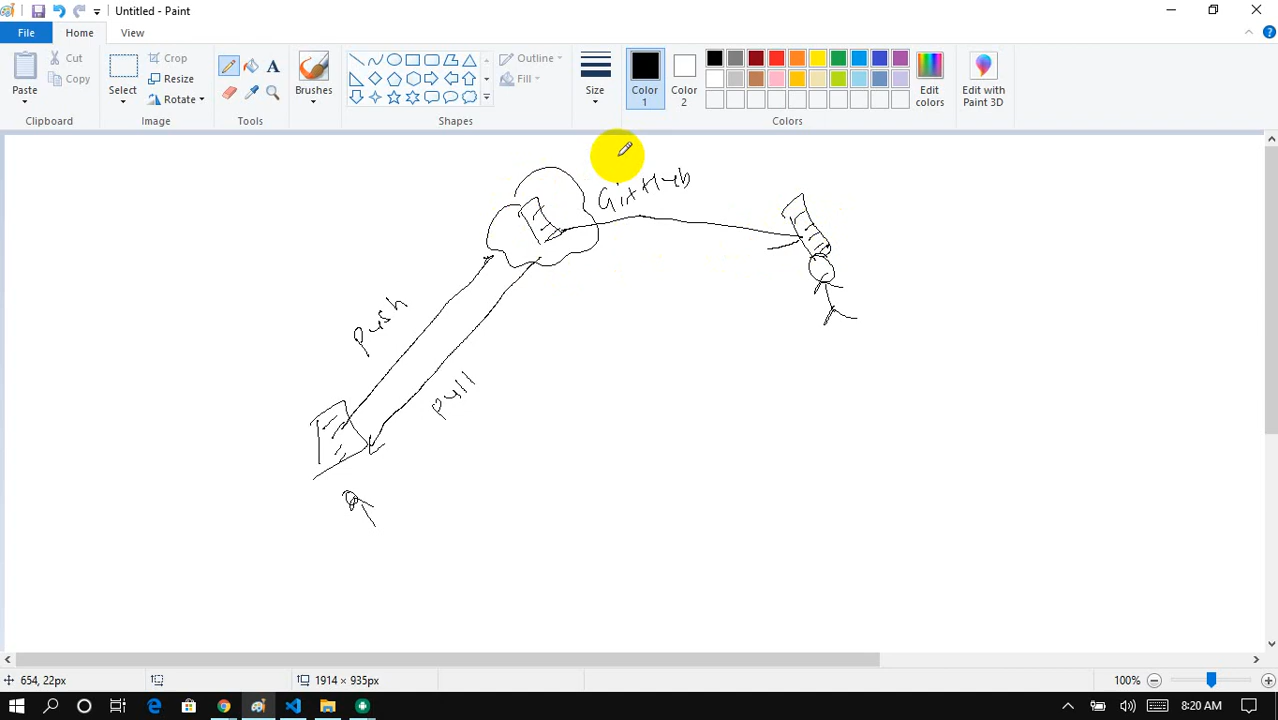 Untitled - Paint
File
Home
View
Paste
Cut
Copy
Clipboard
Select
Crop
Resize
Rotate
Image
A
Tools
Brushes
Outline
Fill
Shapes
Size
Color 1
Color 2
Colors
Edit colors
Edit with Paint 3D
GitHub
push
pull
654, 22px
1914 × 935px
100%
8:20 AM